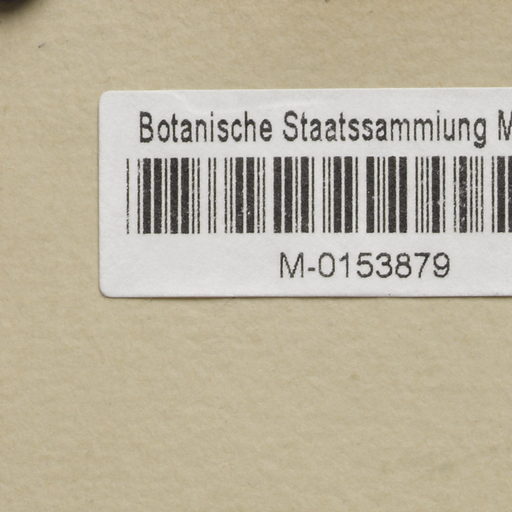 Botanische Staatssammlung M
M-0153879